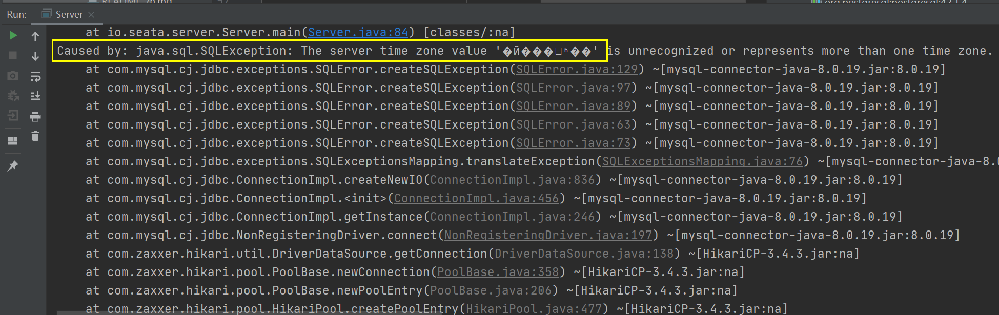 README-zh.md
org.postgresql:postgresql:42.1.4
Run: Server
at io.seata.server.Server.main(Server.java:84) [classes/:na]
Caused by: java.sql.SQLException: The server time zone value '�й���׼ʱ��' is unrecognized or represents more than one time zone.
at com.mysql.cj.jdbc.exceptions.SQLError.createSQLException(SQLError.java:129) ~[mysql-connector-java-8.0.19.jar:8.0.19]
at com.mysql.cj.jdbc.exceptions.SQLError.createSQLException(SQLError.java:97) ~[mysql-connector-java-8.0.19.jar:8.0.19]
at com.mysql.cj.jdbc.exceptions.SQLError.createSQLException(SQLError.java:89) ~[mysql-connector-java-8.0.19.jar:8.0.19]
at com.mysql.cj.jdbc.exceptions.SQLError.createSQLException(SQLError.java:63) ~[mysql-connector-java-8.0.19.jar:8.0.19]
at com.mysql.cj.jdbc.exceptions.SQLError.createSQLException(SQLError.java:73) ~[mysql-connector-java-8.0.19.jar:8.0.19]
at com.mysql.cj.jdbc.exceptions.SQLExceptionsMapping.translateException(SQLExceptionsMapping.java:76) ~[mysql-connector-java-8.0
at com.mysql.cj.jdbc.ConnectionImpl.createNewIO(ConnectionImpl.java:836) ~[mysql-connector-java-8.0.19.jar:8.0.19]
at com.mysql.cj.jdbc.ConnectionImpl.<init>(ConnectionImpl.java:456) ~[mysql-connector-java-8.0.19.jar:8.0.19]
at com.mysql.cj.jdbc.ConnectionImpl.getInstance(ConnectionImpl.java:246) ~[mysql-connector-java-8.0.19.jar:8.0.19]
at com.mysql.cj.jdbc.NonRegisteringDriver.connect(NonRegisteringDriver.java:197) ~[mysql-connector-java-8.0.19.jar:8.0.19]
at com.zaxxer.hikari.util.DriverDataSource.getConnection(DriverDataSource.java:138) ~[HikariCP-3.4.3.jar:na]
at com.zaxxer.hikari.pool.PoolBase.newConnection(PoolBase.java:358) ~[HikariCP-3.4.3.jar:na]
at com.zaxxer.hikari.pool.PoolBase.newPoolEntry(PoolBase.java:206) ~[HikariCP-3.4.3.jar:na]
at com.zaxxer.hikari.pool.HikariPool.createPoolEntry(HikariPool.java:477) ~[HikariCP-3.4.3.jar:na]